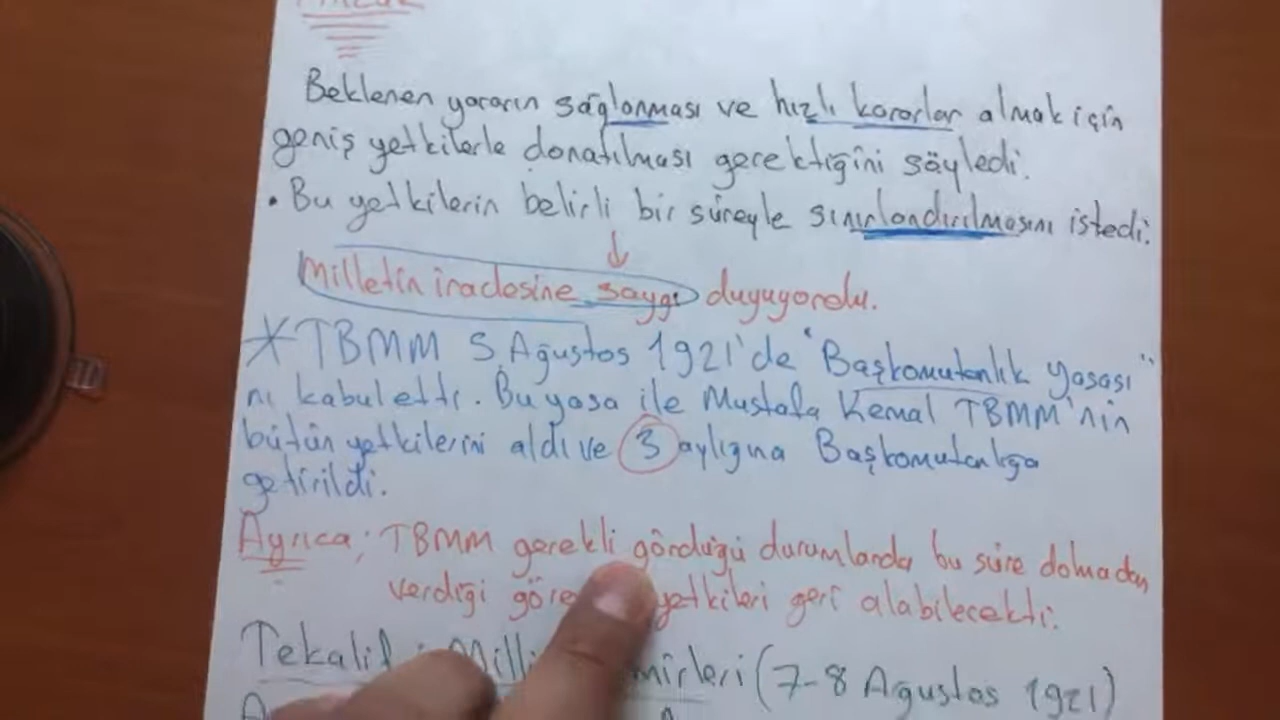 Beklenen yararın sağlanması ve hızlı kararlar almak için
geniş yetkilerle donatılması gerektiğini söyledi.
• Bu yetkilerin belirli bir süreyle sınırlandırılmasını istedi.
↓
Milletin iradesine saygı duyuyordu.
* TBMM 5 Ağustos 1921'de "Başkomutanlık yasası"
nı kabul etti. Bu yasa ile Mustafa Kemal TBMM'nin
bütün yetkilerini aldı ve 3 aylığına Başkomutanlığa
getirildi.
Ayrıca; TBMM gerekli gördüğü durumlarda bu süre dolmadan
verdiği yetkileri geri alabilecekti.
Tekalif-i Milli (7-8 Ağustos 1921)